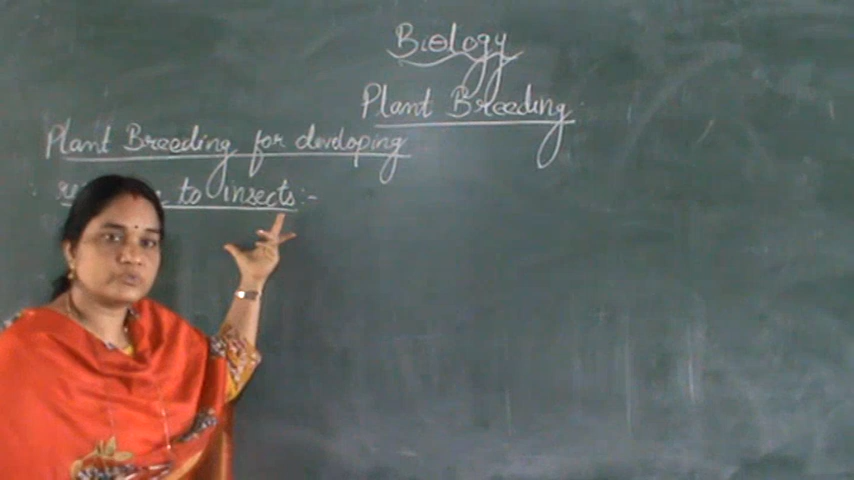 Biology
Plant Breeding
Plant Breeding for developing
to insects:-